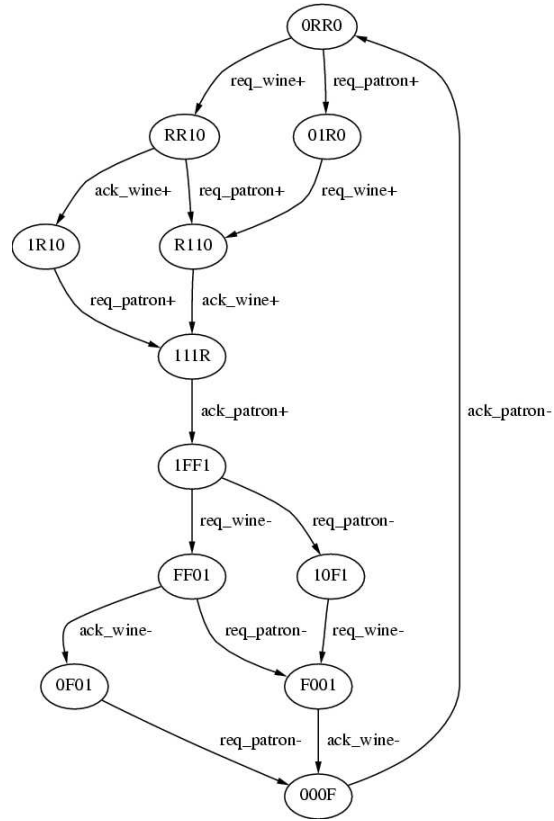 0RR0
req_wine+ req_patron+
RR10 01R0
ack_wine+ req_patron+ req_wine+
1R10 R110
req_patron+ ack_wine+
111R
ack_patron+ ack_patron-
1FF1
req_wine- req_patron-
FF01 10F1
ack_wine- req_patron- req_wine-
0F01 F001
req_patron- ack_wine-
000F